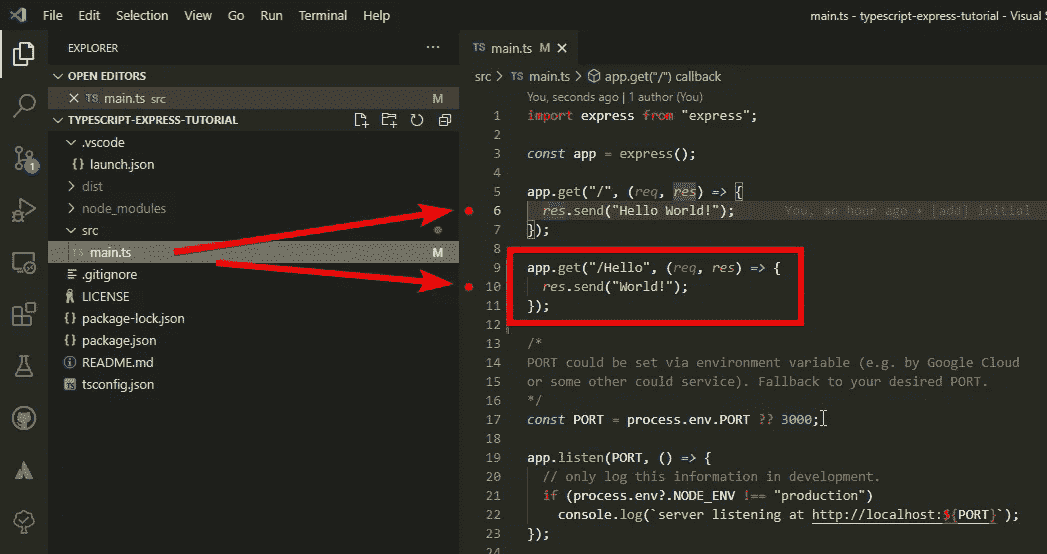 File Edit Selection View Go Run Terminal Help
main.ts - typescript-express-tutorial - Visual
EXPLORER
OPEN EDITORS
TS main.ts src M
TYPESCRIPT-EXPRESS-TUTORIAL
.vscode
{} launch.json
dist
node_modules
src
TS main.ts M
.gitignore
LICENSE
{} package-lock.json
{} package.json
README.md
TS tsconfig.json
1
TS main.ts M
src > TS main.ts > app.get("/") callback
You, seconds ago | 1 author (You)
1 import express from "express";
2
3 const app = express();
4
5 app.get("/", (req, res) => {
6 res.send("Hello World!"); You, an hour ago • [add] initial
7 });
8
9 app.get("/Hello", (req, res) => {
10 res.send("World!");
11 });
12
13 /*
14 PORT could be set via environment variable (e.g. by Google Cloud
15 or some other could service). Fallback to your desired PORT.
16 */
17 const PORT = process.env.PORT ?? 3000;
18
19 app.listen(PORT, () => {
20 // only log this information in development.
21 if (process.env?.NODE_ENV !== "production")
22 console.log(`server listening at http://localhost:${PORT}`);
23 });
24